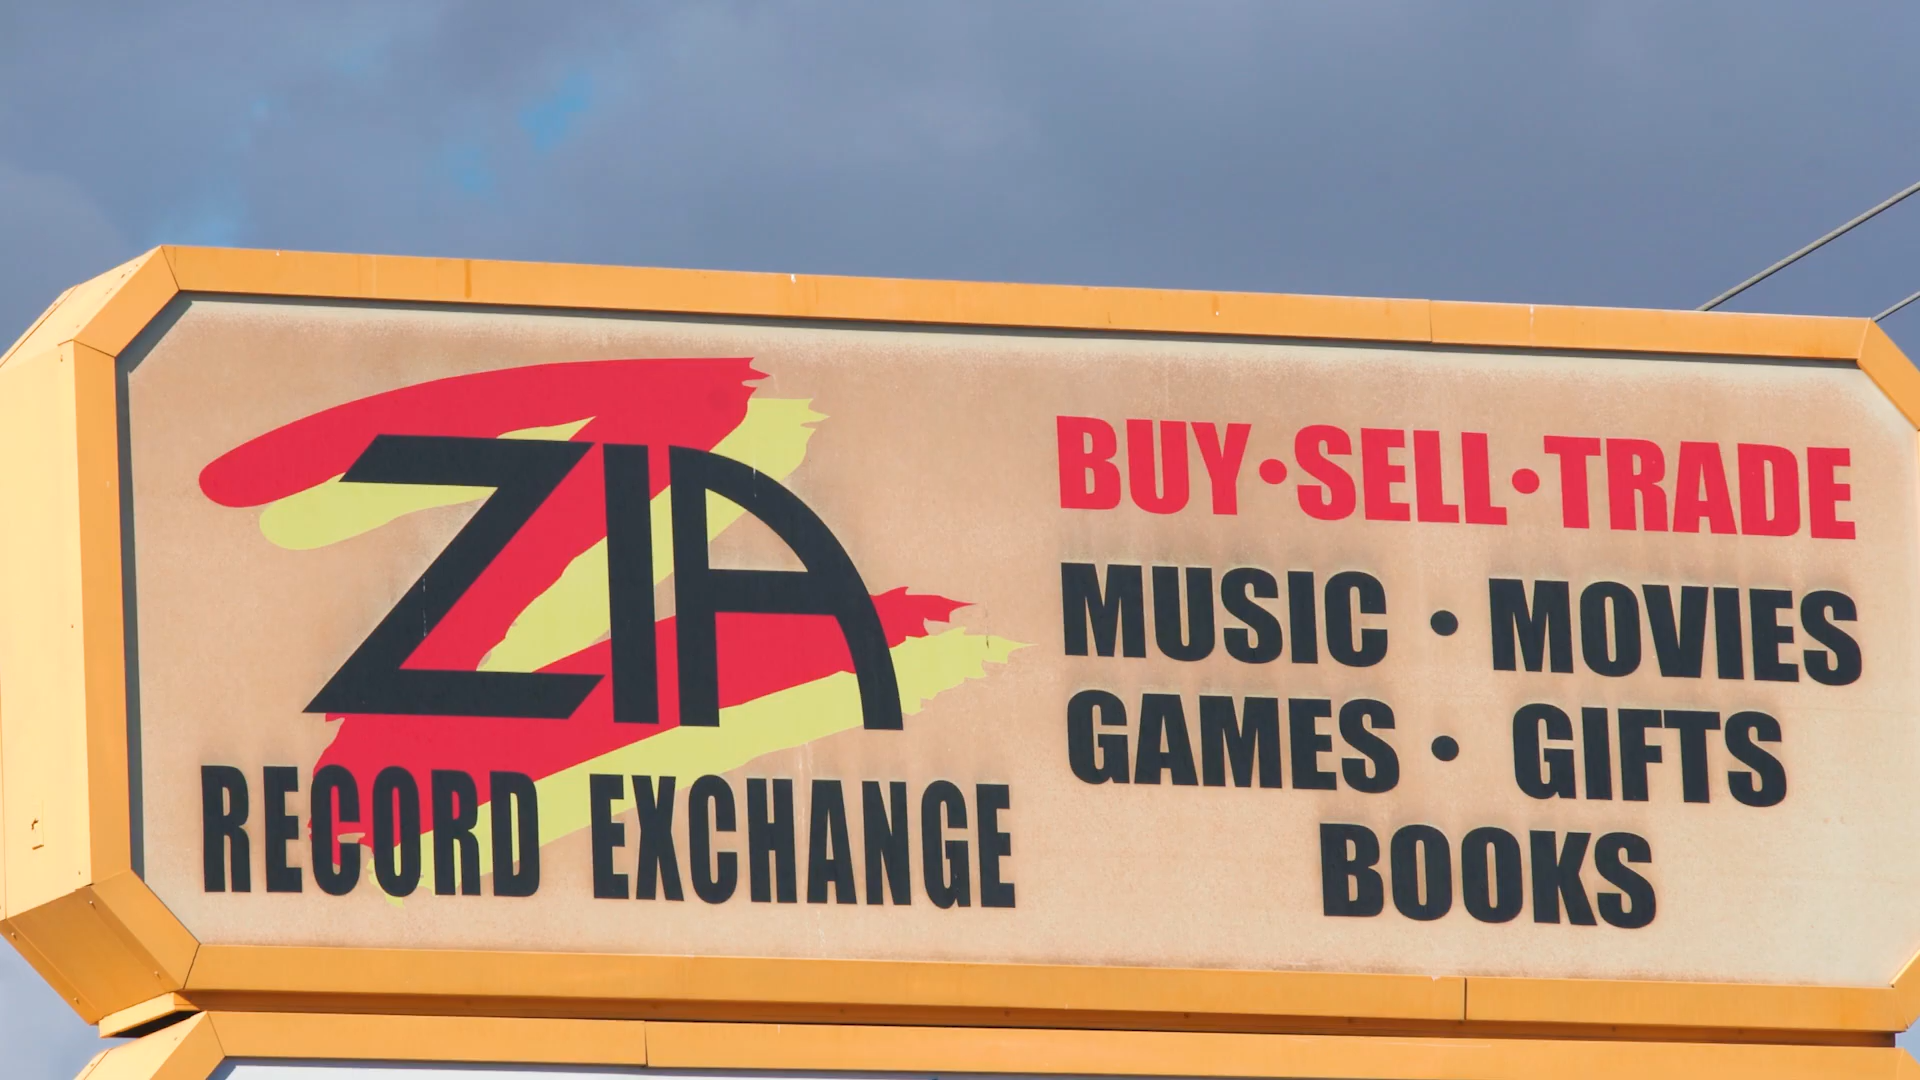 ZIA
RECORD EXCHANGE
BUY•SELL•TRADE
MUSIC • MOVIES
GAMES • GIFTS
BOOKS